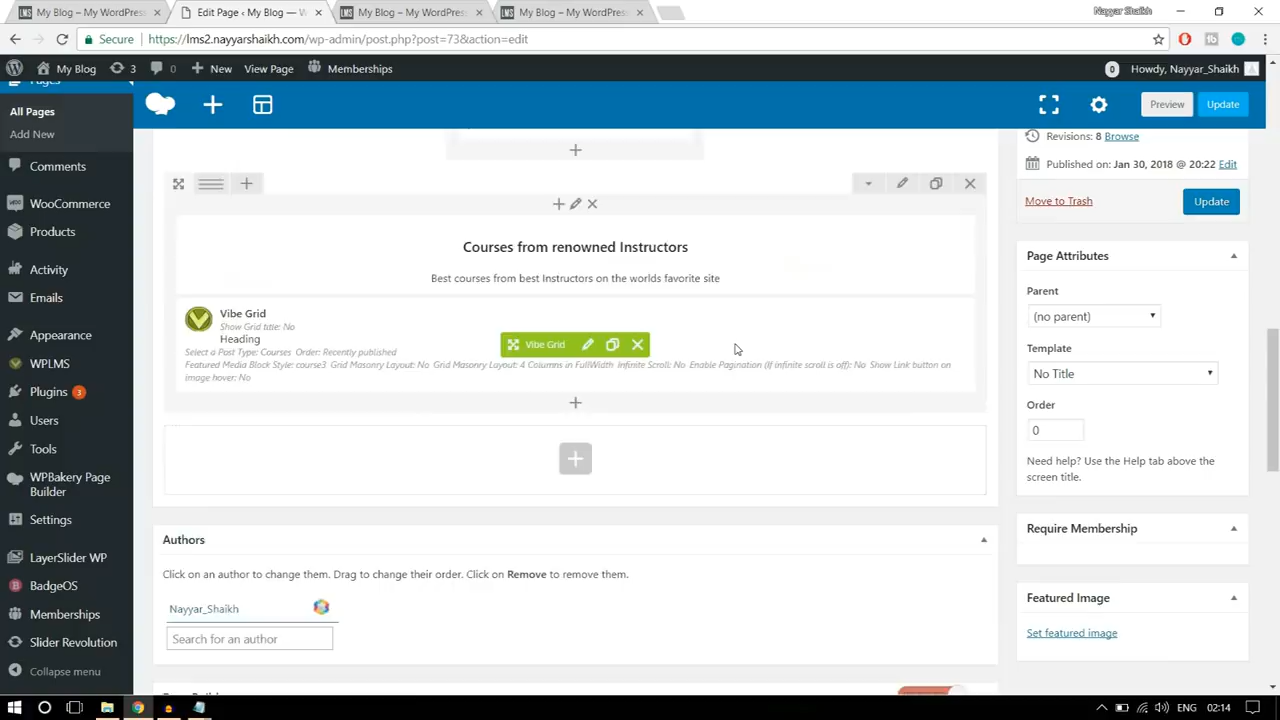 My Blog – My WordPres
Edit Page ‹ My Blog — W
My Blog – My WordPres
My Blog – My WordPres
Nayyar Shaikh
Secure
https://lms2.nayyarshaikh.com/wp-admin/post.php?post=73&action=edit
My Blog
3
New
View Page
Memberships
0
Howdy, Nayyar_Shaikh
Pages
All Pages
Add New
Comments
WooCommerce
Products
Activity
Emails
Appearance
WPLMS
Plugins 3
Users
Tools
WPBakery Page
Builder
Settings
LayerSlider WP
BadgeOS
Memberships
Slider Revolution
Collapse menu
Preview
Update
Courses from renowned Instructors
Best courses from best Instructors on the worlds favorite site
Vibe Grid
Show Grid title: No
Heading
Select a Post Type: Courses Order: Recently published
Featured Media Block Style: course3 Grid Masonry Layout: No Grid Masonry Layout: 4 Columns in FullWidth Infinite Scroll: No Enable Pagination (If infinite scroll is off): No Show Link button on
image hover: No
Vibe Grid
Authors
Click on an author to change them. Drag to change their order. Click on Remove to remove them.
Nayyar_Shaikh
Search for an author
Revisions: 8 Browse
Published on: Jan 30, 2018 @ 20:22 Edit
Move to Trash
Update
Page Attributes
Parent
(no parent)
Template
No Title
Order
0
Need help? Use the Help tab above the
screen title.
Require Membership
Featured Image
Set featured image
ENG
02:14